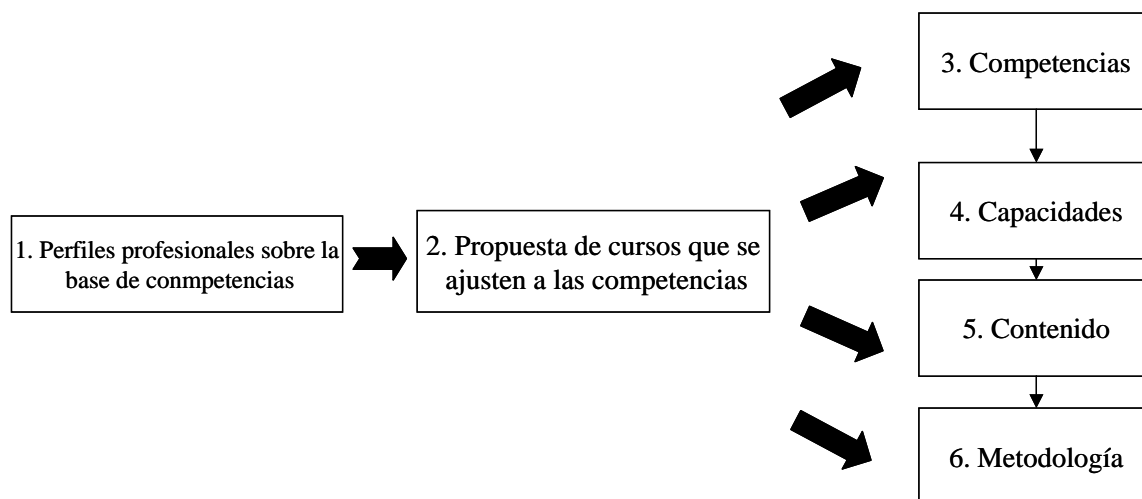 1. Perfiles profesionales sobre la
base de conmpetencias
2. Propuesta de cursos que se
ajusten a las competencias
3. Competencias
4. Capacidades
5. Contenido
6. Metodología